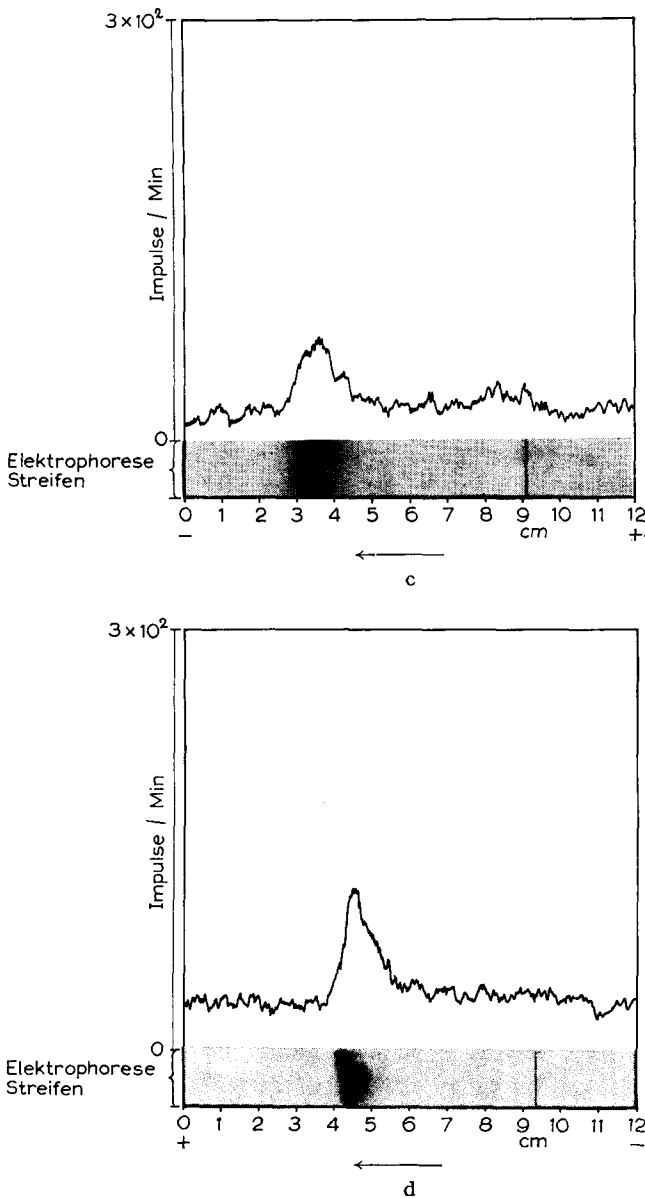 3 × 10²
Impulse / Min
0
Elektrophorese
Streifen
0 1 2 3 4 5 6 7 8 9 10 11 12
− cm +
c
3 × 10²
Impulse / Min
0
Elektrophorese
Streifen
0 1 2 3 4 5 6 7 8 9 10 11 12
+ cm −
d